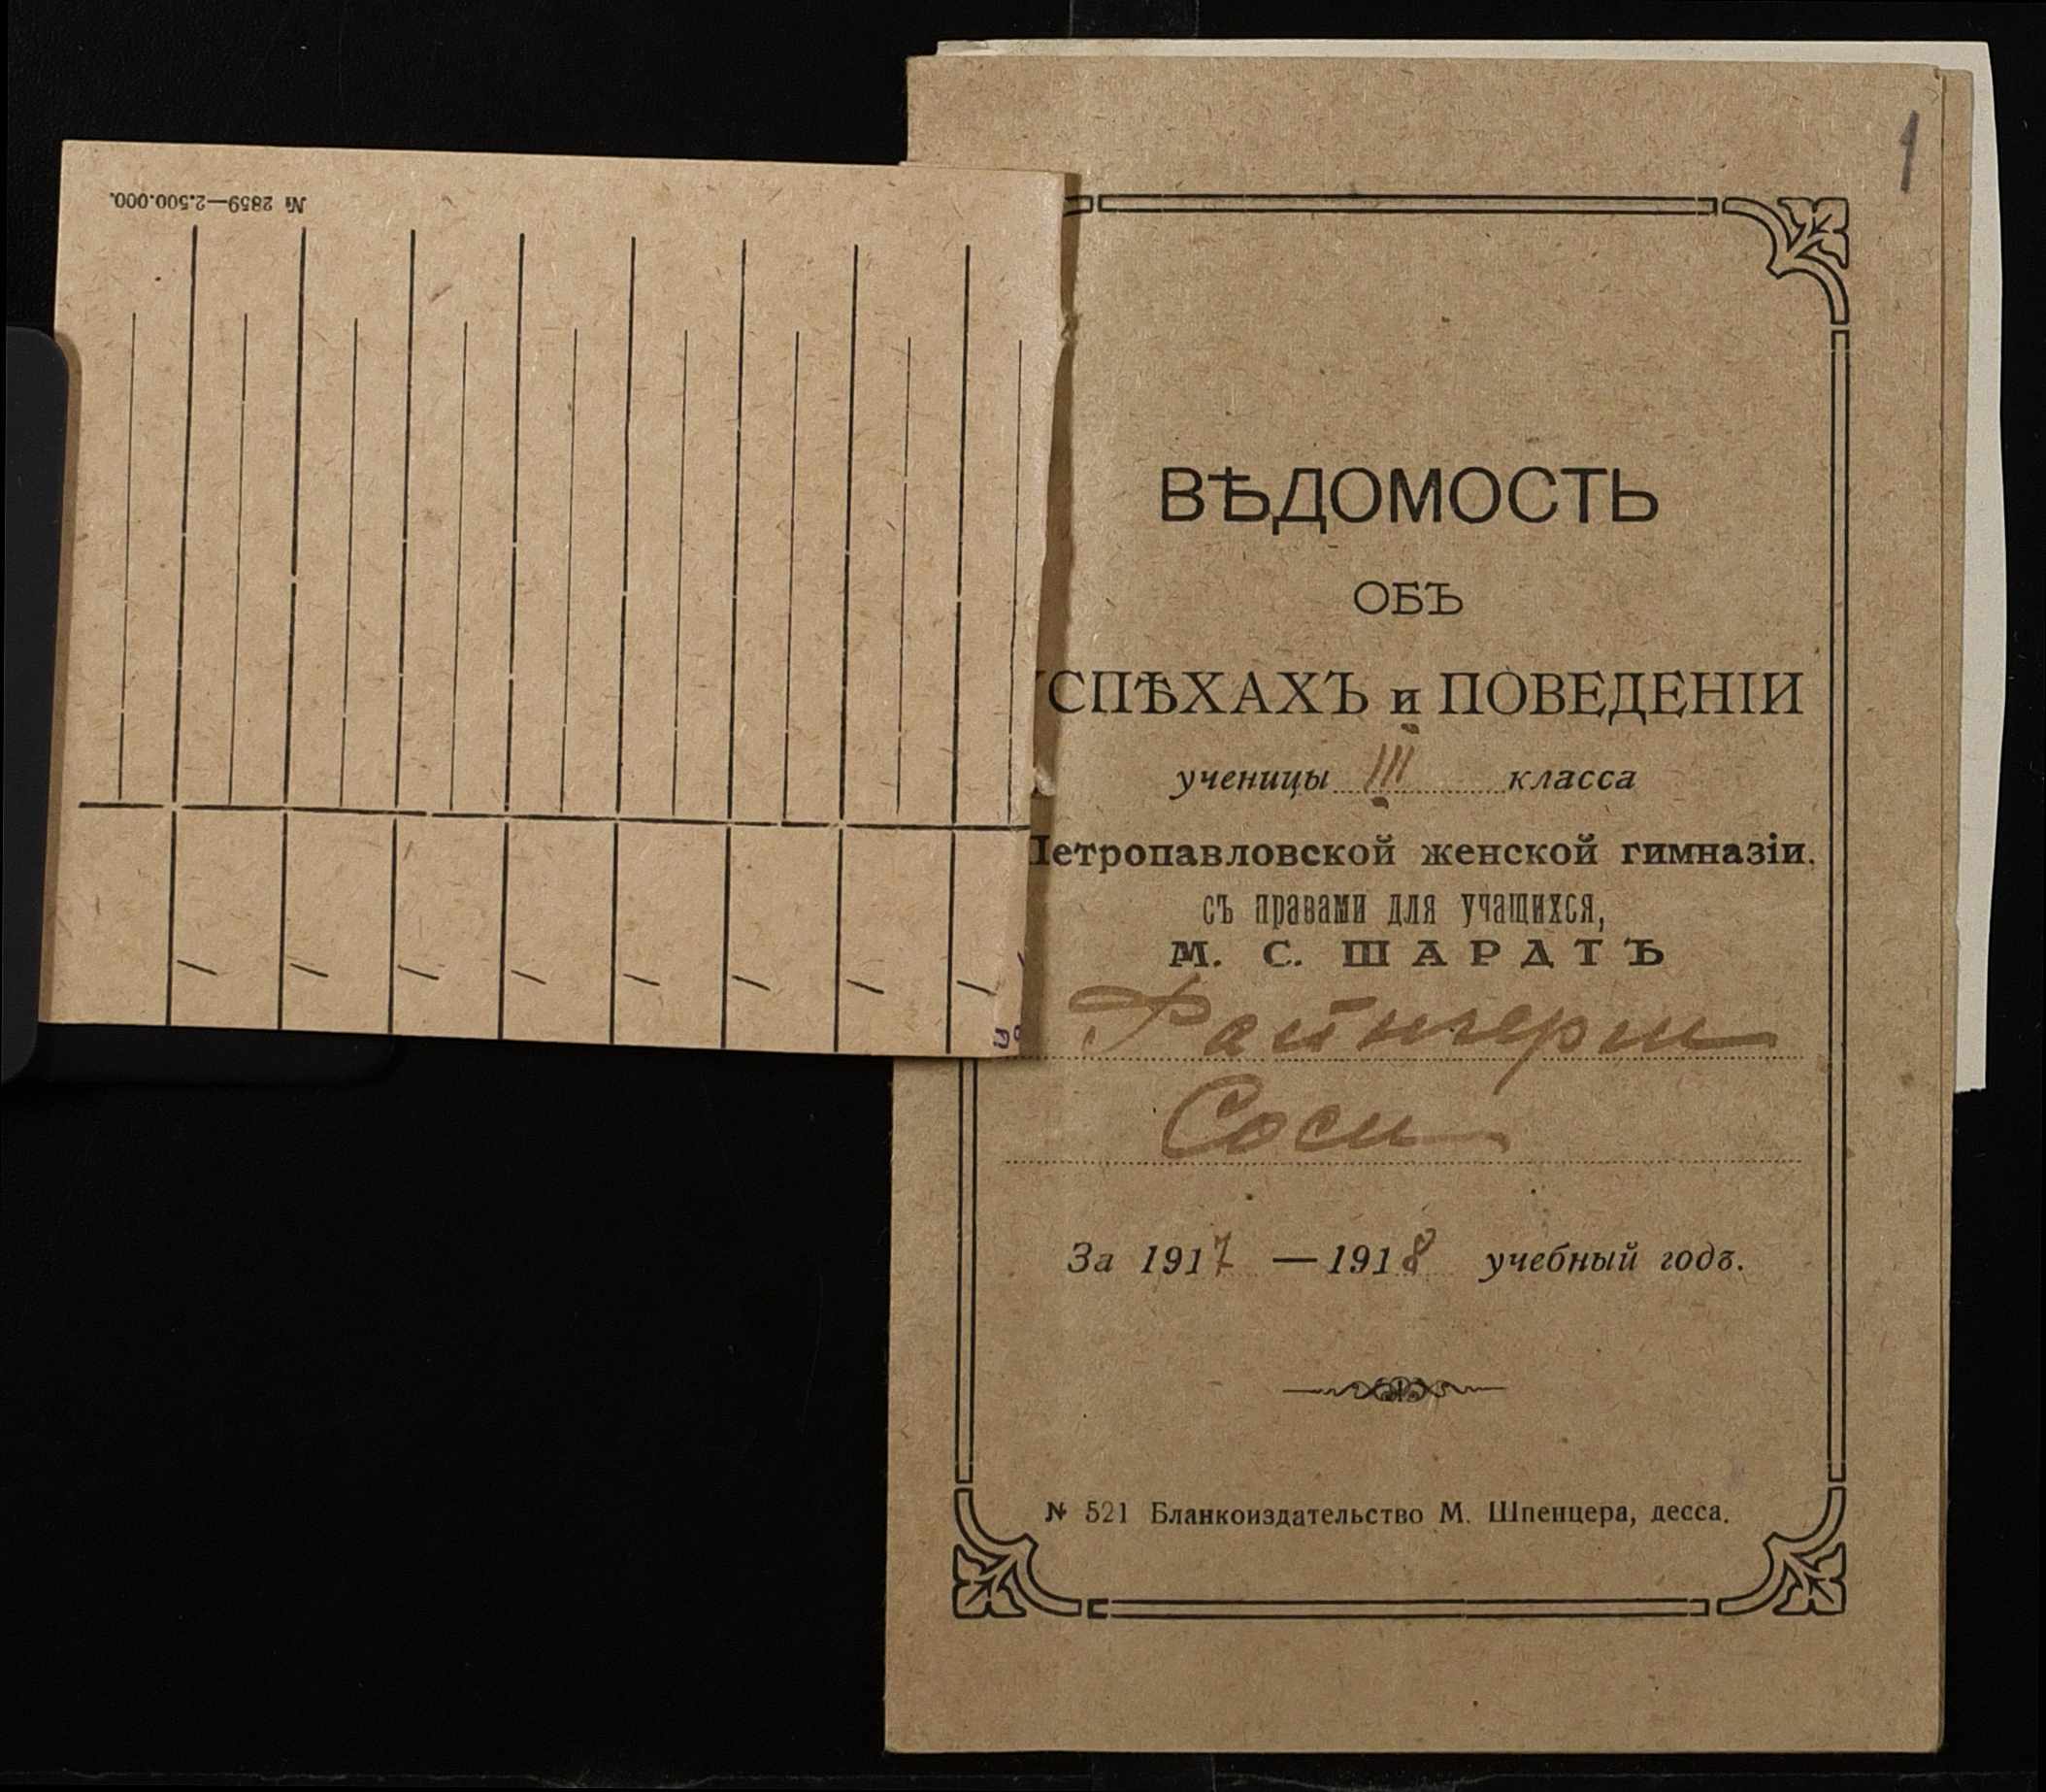 № 2859—2.500.000.
1
ВѢДОМОСТЬ
ОБЪ
УСПѢХАХЪ и ПОВЕДЕНІИ
ученицы III класса
Петропавловской женской гимназіи,
съ правами для учащихся,
М. С. ШАРАТЪ
Файнгерш
Соси
За 1917 — 1918 учебный годъ.
№ 521 Бланкоиздательство М. Шпенцера, десса.